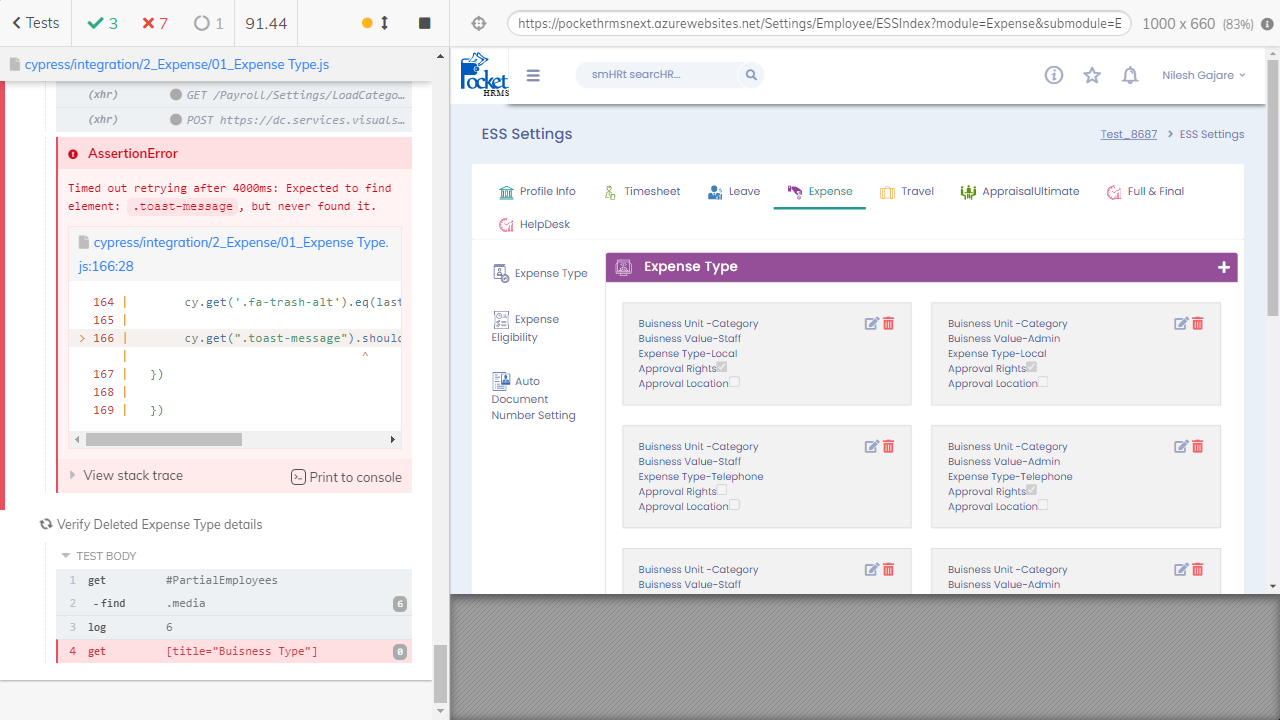 Tests
3
7
1
91.44
https://pockethrmsnext.azurewebsites.net/Settings/Employee/ESSIndex?module=Expense&submodule=E
1000 x 660 (83%)
cypress/integration/2_Expense/01_Expense Type.js
(xhr) GET /Payroll/Settings/LoadCatego…
(xhr) POST https://dc.services.visuals…
AssertionError
Timed out retrying after 4000ms: Expected to find
element: .toast-message, but never found it.
cypress/integration/2_Expense/01_Expense Type.
js:166:28
164 | cy.get('.fa-trash-alt').eq(last
165 |
> 166 | cy.get(".toast-message").should
| ^
167 | })
168 |
169 | })
View stack trace
Print to console
Verify Deleted Expense Type details
TEST BODY
1 get #PartialEmployees
2 -find .media 6
3 log 6
4 get [title="Buisness Type"] 0
Pocket
HRMS
smHRt searcHR...
Nilesh Gajare
ESS Settings
Test_8687 > ESS Settings
Profile Info
Timesheet
Leave
Expense
Travel
AppraisalUltimate
Full & Final
HelpDesk
Expense Type
Expense
Eligibility
Auto
Document
Number Setting
Expense Type
Buisness Unit -Category
Business Value-Staff
Expense Type-Local
Approval Rights
Approval Location
Buisness Unit -Category
Business Value-Admin
Expense Type-Local
Approval Rights
Approval Location
Buisness Unit -Category
Business Value-Staff
Expense Type-Telephone
Approval Rights
Approval Location
Buisness Unit -Category
Business Value-Admin
Expense Type-Telephone
Approval Rights
Approval Location
Buisness Unit -Category
Business Value-Staff
Buisness Unit -Category
Business Value-Admin